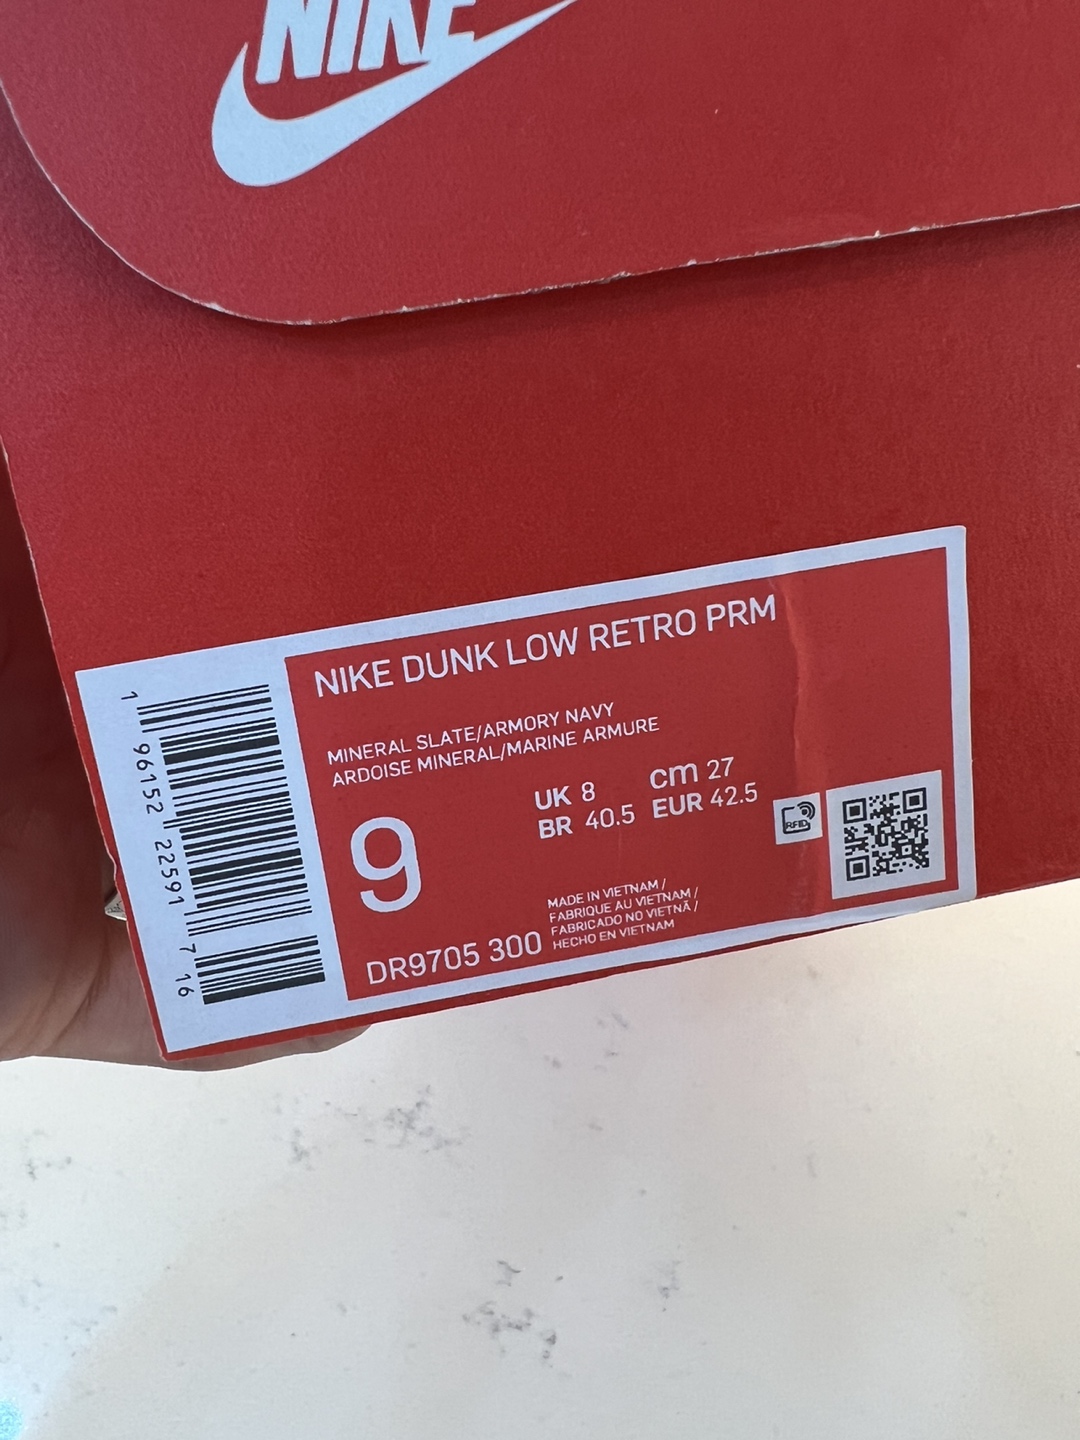 NIKE
NIKE DUNK LOW RETRO PRM
MINERAL SLATE/ARMORY NAVY
ARDOISE MINERAL/MARINE ARMURE
9
UK 8 cm 27
BR 40.5 EUR 42.5
RFID
DR9705 300
MADE IN VIETNAM /
FABRIQUE AU VIETNAM /
FABRICADO NO VIETNÃ /
HECHO EN VIETNAM
1 96152 22591 7 16